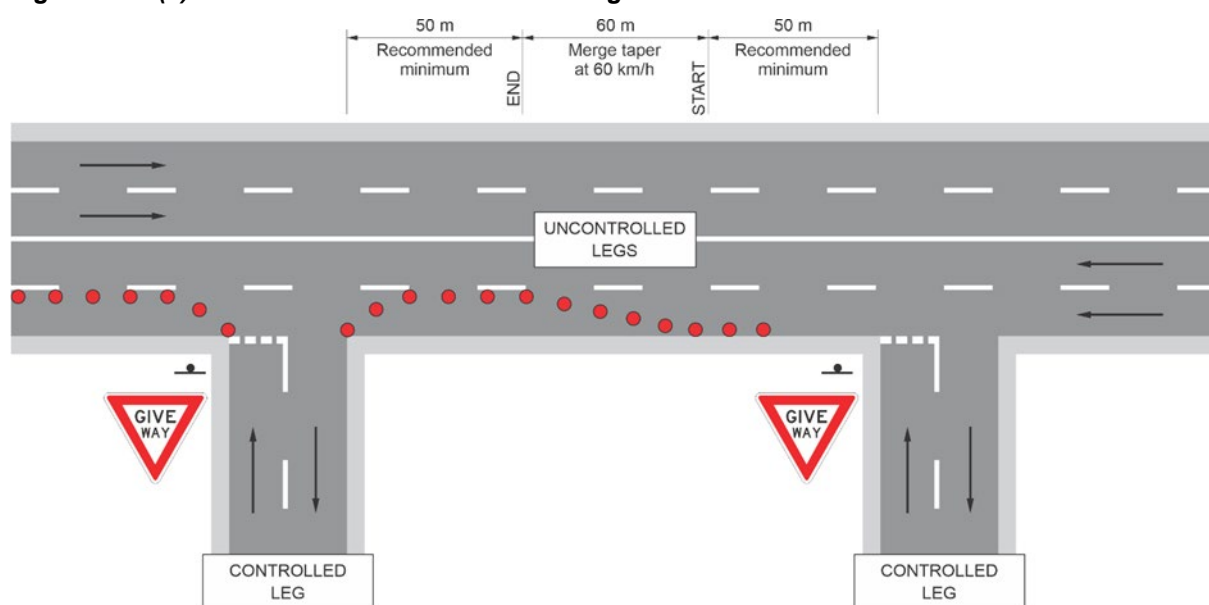 50 m
Recommended
minimum
60 m
Merge taper
at 60 km/h
50 m
Recommended
minimum
END
START
UNCONTROLLED
LEGS
GIVE
WAY
GIVE
WAY
CONTROLLED
LEG
CONTROLLED
LEG